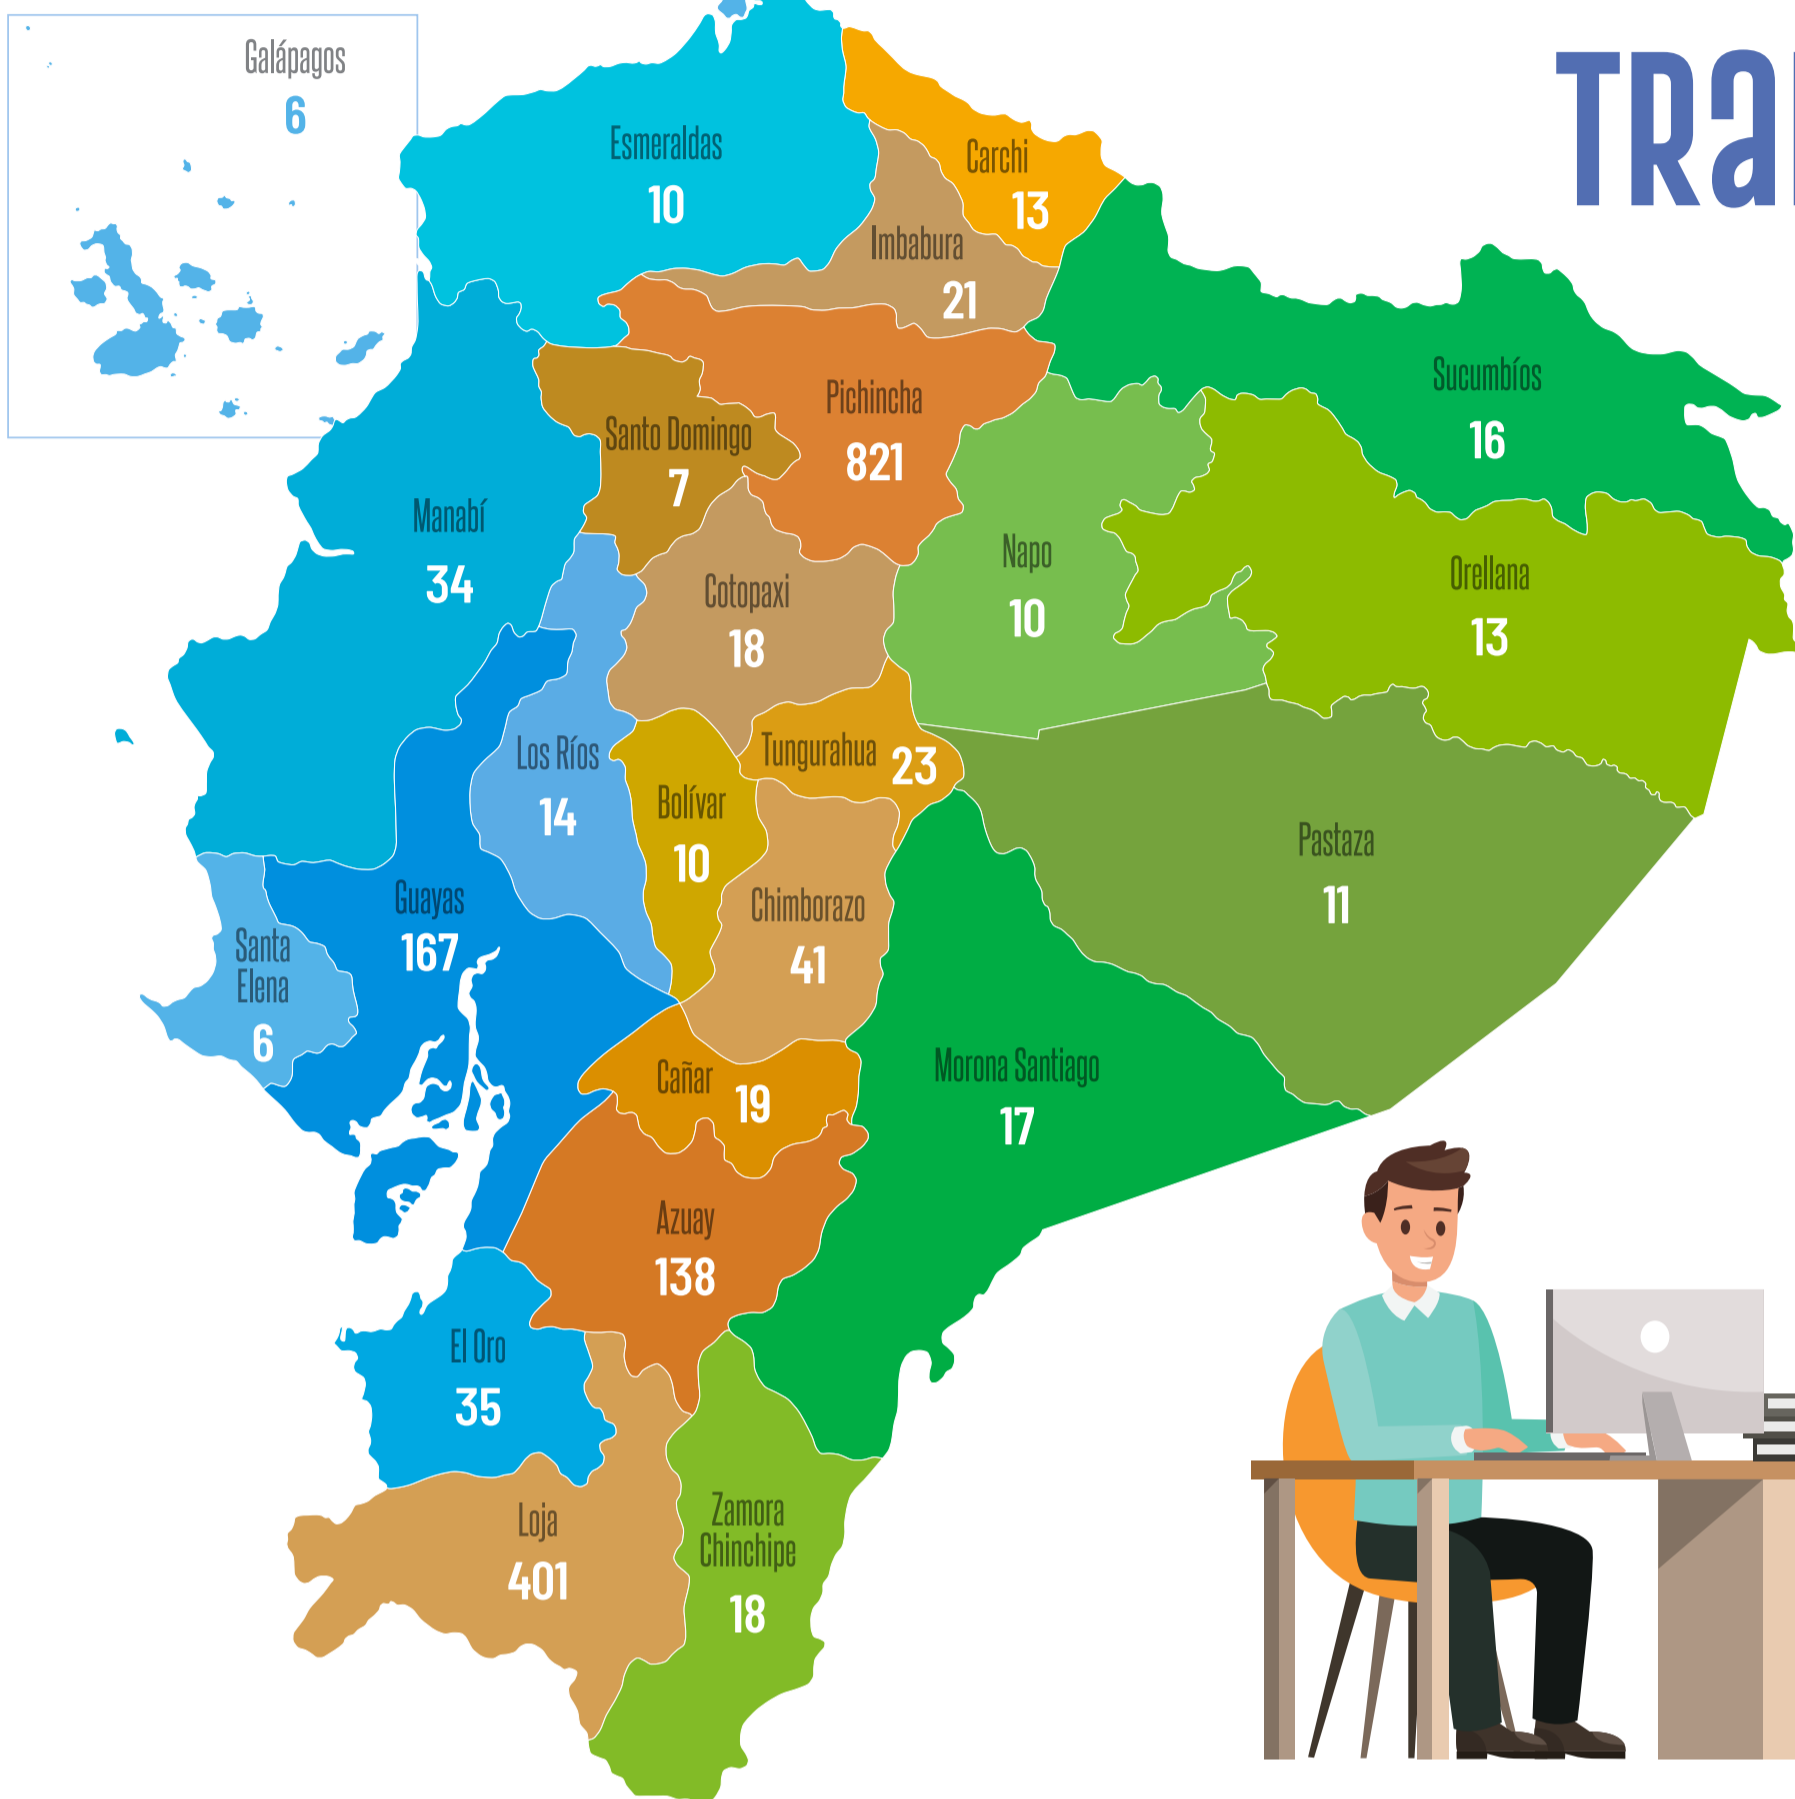 Galápagos
6
Esmeraldas
10
Carchi
13
Imbabura
21
Sucumbíos
16
Pichincha
821
Santo Domingo
7
Manabí
34
Napo
10
Orellana
13
Cotopaxi
18
Tungurahua 23
Los Ríos
14
Bolívar
10
Pastaza
11
Guayas
167
Chimborazo
41
Santa
Elena
6
Morona Santiago
17
Cañar 19
Azuay
138
El Oro
35
Loja
401
Zamora
Chinchipe
18